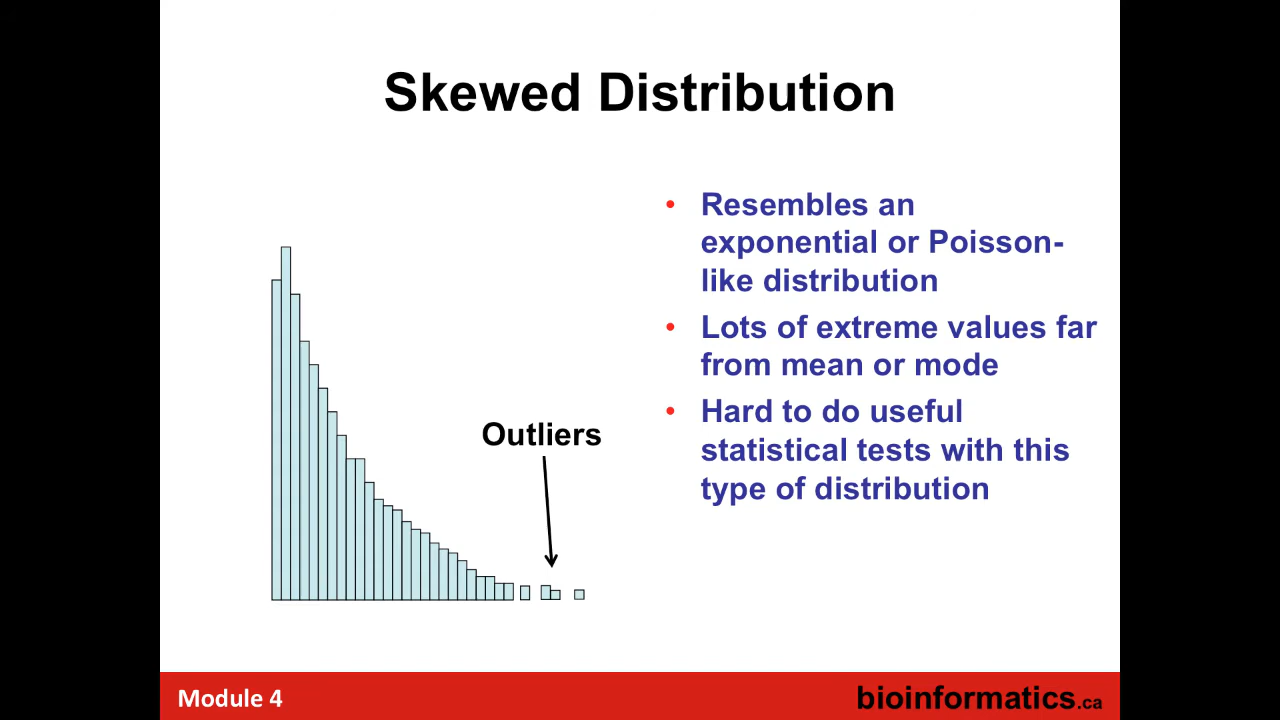 Skewed Distribution
• Resembles an
exponential or Poisson-
like distribution
• Lots of extreme values far
from mean or mode
• Hard to do useful
statistical tests with this
type of distribution
Outliers
Module 4
bioinformatics.ca